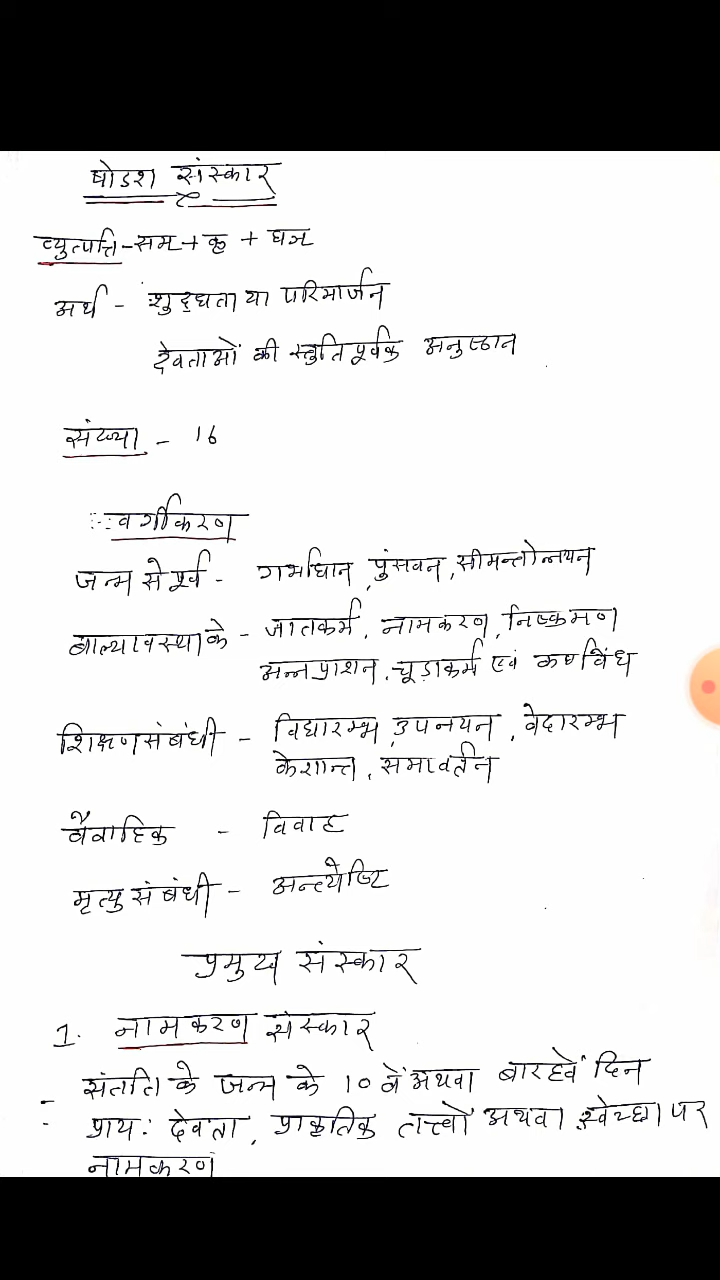 षोडश संस्कार
व्युत्पत्ति - सम + कृ + घञ
अर्थ - शुद्धता या परिमार्जन
देवताओं की स्तुतिपूर्वक अनुष्ठान
संख्या - 16
वर्गीकरण
जन्म से पूर्व - गर्भाधान, पुंसवन, सीमन्तोन्नयन
बाल्यावस्था के - जातकर्म, नामकरण, निष्क्रमण
अन्नप्राशन, चूड़ाकर्म एवं कर्णवेध
शिक्षण संबंधी - विद्यारम्भ, उपनयन, वेदारम्भ
केशान्त, समावर्तन
वैवाहिक - विवाह
मृत्यु संबंधी - अन्त्येष्टि
प्रमुख संस्कार
1. नामकरण संस्कार
- संतति के जन्म के 10 वें अथवा बारहवें दिन
- प्राय: देवता, प्राकृतिक तत्त्वों अथवा स्वेच्छा पर
नामकरण